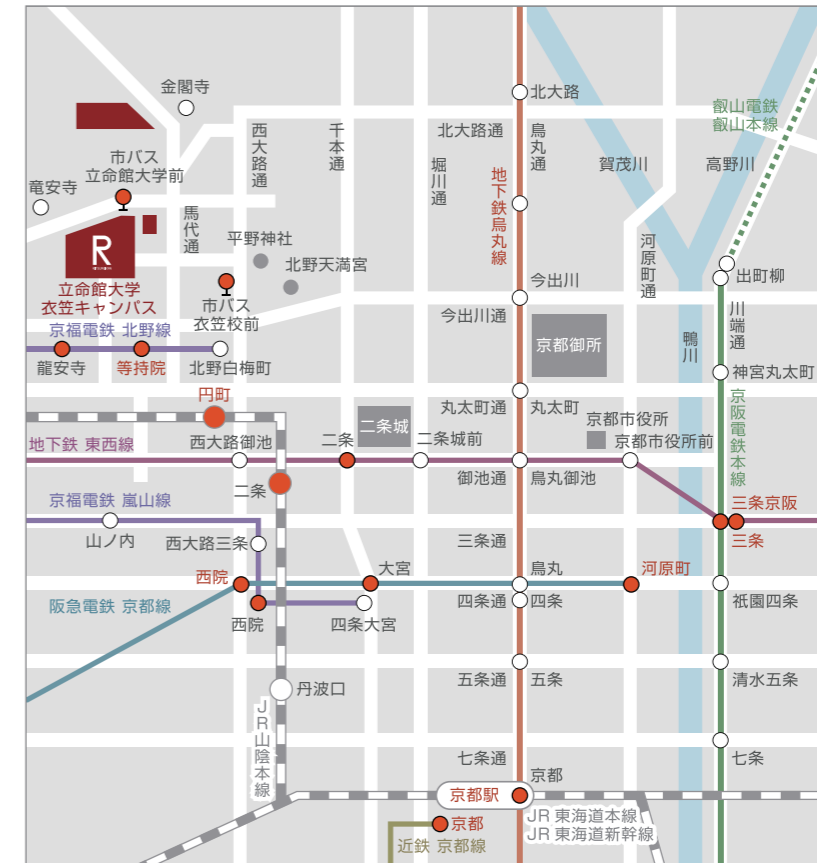 金閣寺
北大路
叡山電鉄
叡山本線
北大路通
烏丸通
西大路通
千本通
堀川通
賀茂川
高野川
市バス
立命館大学前
竜安寺
馬代通
地下鉄烏丸線
R
平野神社
北野天満宮
河原町通
出町柳
今出川
立命館大学
衣笠キャンパス
市バス
衣笠校前
今出川通
川端通
京福電鉄 北野線
京都御所
鴨川
龍安寺
等持院
北野白梅町
神宮丸太町
円町
丸太町通
丸太町
京都市役所
京阪電鉄本線
二条城
地下鉄 東西線
西大路御池
二条
二条城前
京都市役所前
御池通
烏丸御池
二条
京福電鉄 嵐山線
三条京阪
山ノ内
西大路三条
三条通
三条
西院
大宮
烏丸
河原町
阪急電鉄 京都線
西院
四条大宮
四条通
四条
祇園四条
丹波口
五条通
五条
清水五条
JR山陰本線
七条通
京都
七条
京都駅
JR 東海道本線
JR 東海道新幹線
京都
近鉄 京都線